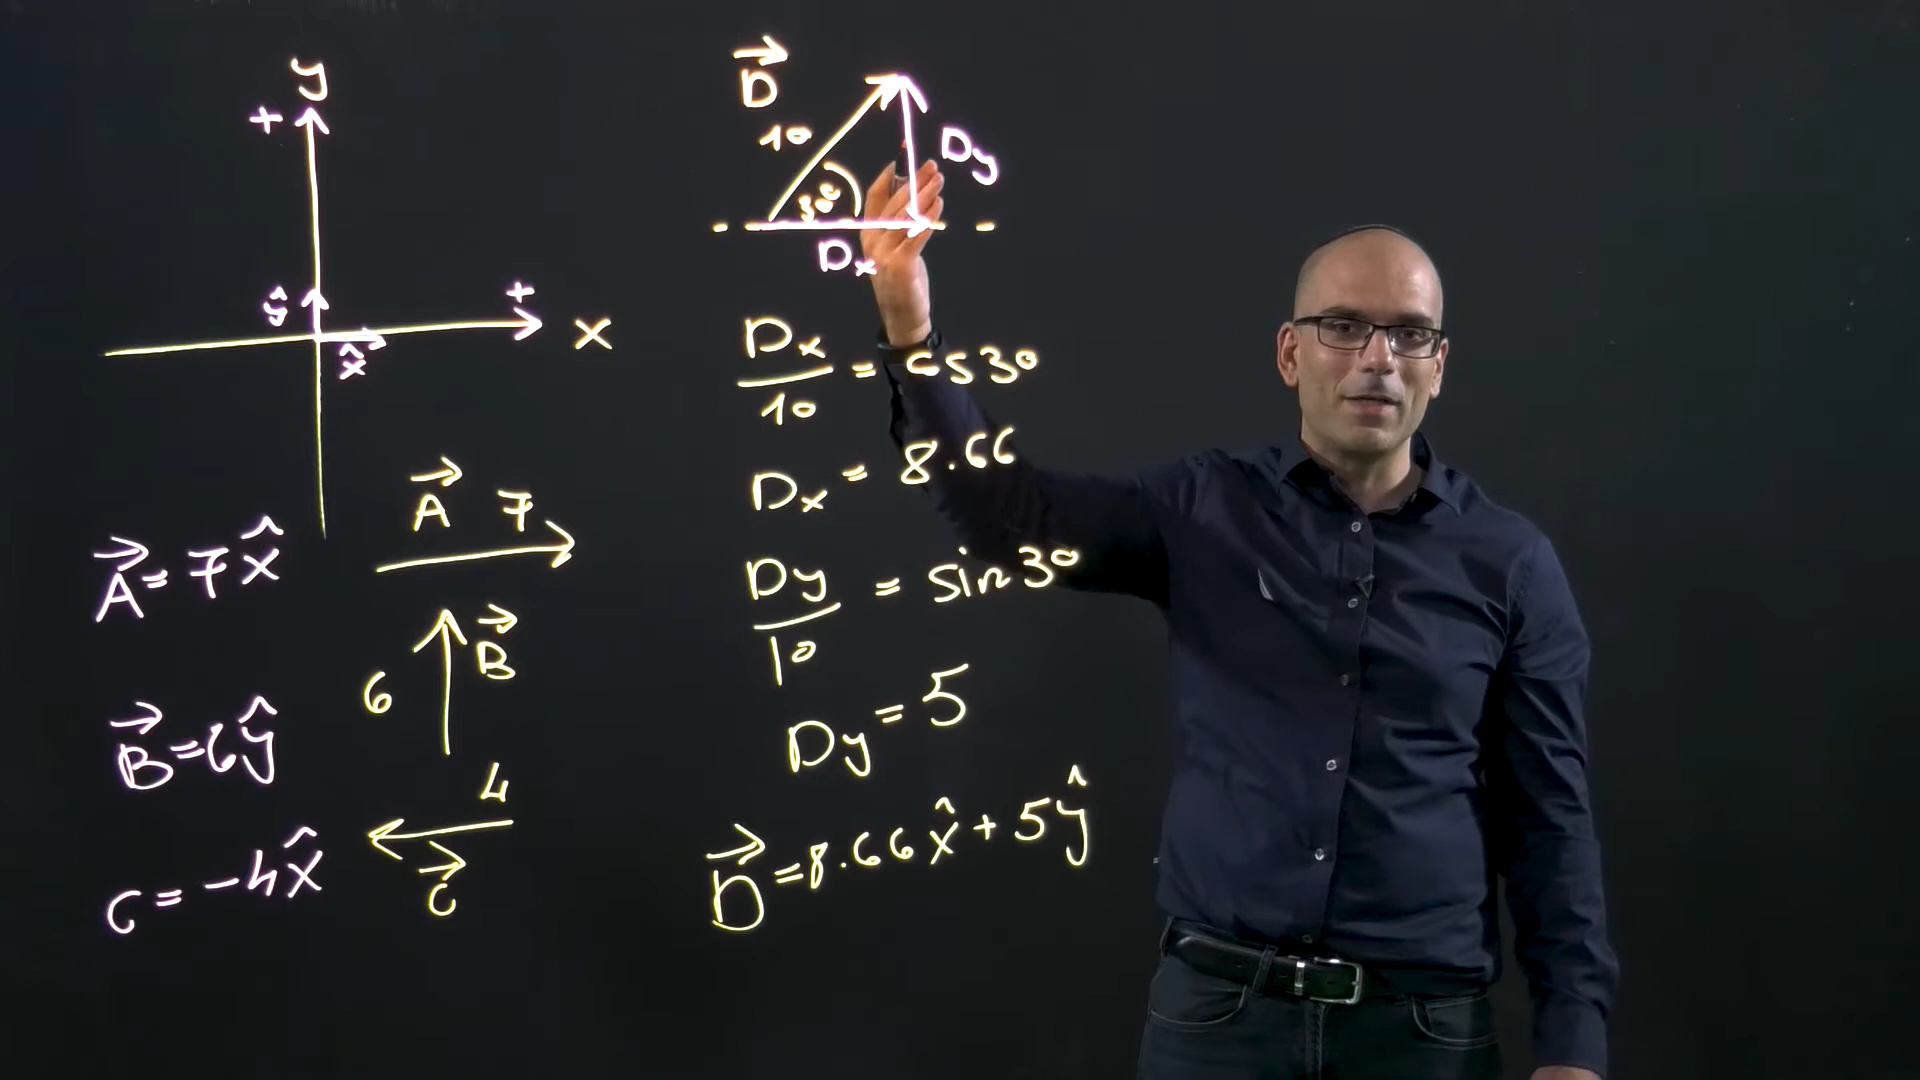 y
+
+
x
ŷ
x̂
A⃗ 7
A⃗ = 7x̂
6 B⃗
B⃗ = 6ŷ
4
C⃗
C = -4x̂
D⃗
10
Dy
30°
Dx
Dx/10 = cos30
Dx = 8.66
Dy/10 = sin30
Dy = 5
D⃗ = 8.66x̂ + 5ŷ